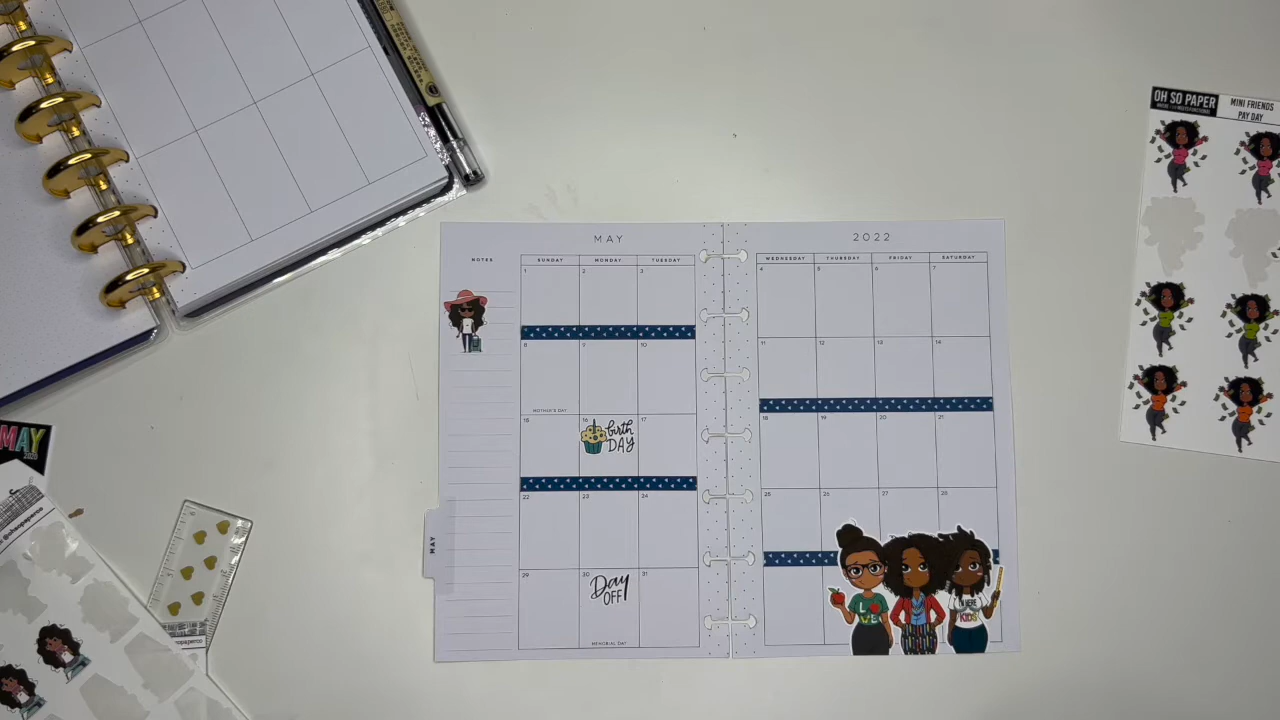 OH SO PAPER
MINI FRIENDS
PAY DAY
MAY
2022
NOTES
SUNDAY MONDAY TUESDAY
WEDNESDAY THURSDAY FRIDAY SATURDAY
1 2 3
4 5 6 7
8 9 10
11 12 13 14
MOTHER'S DAY
15 16 17
18 19 20 21
birth
DAY
22 23 24
25 26 27 28
29 30 31
Day
OFF
MEMORIAL DAY
LOVE
I'M HERE
KIDS
MAY
MAY